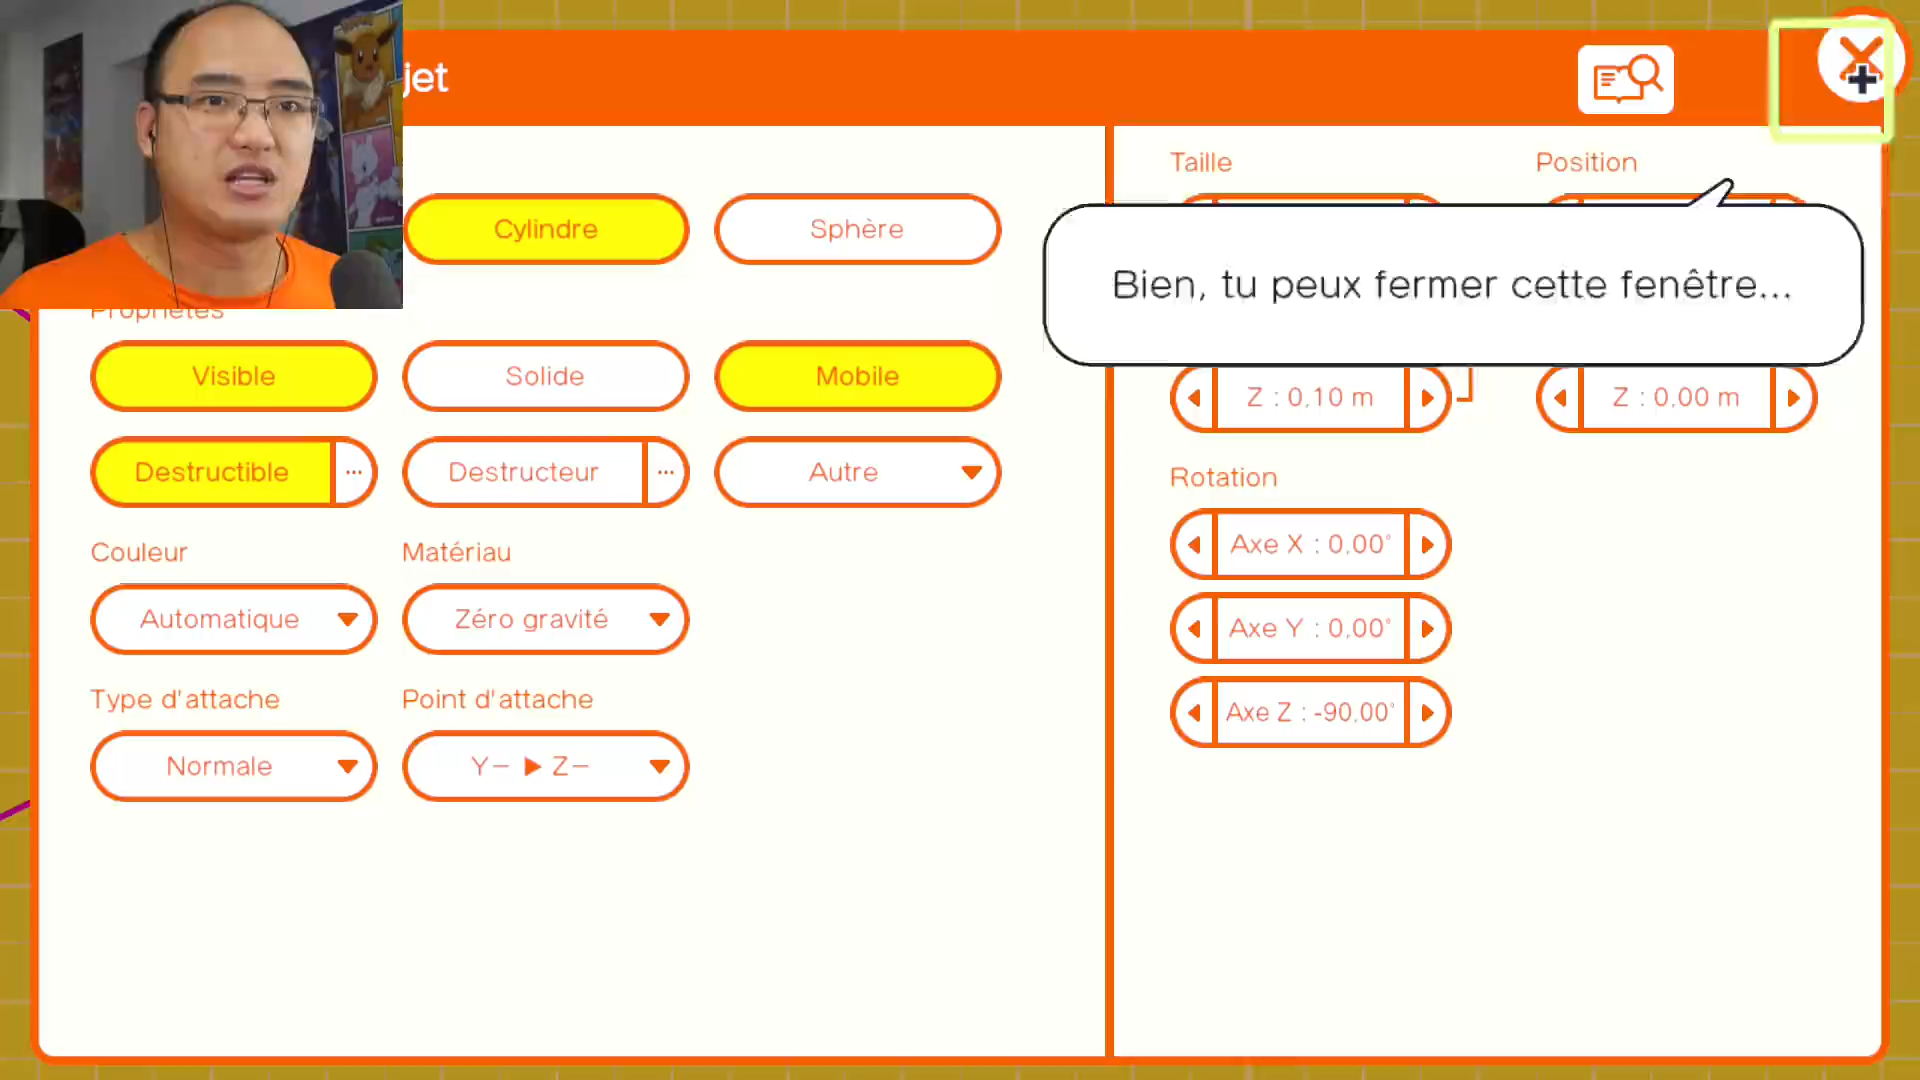 jet
Taille
Position
Cylindre
Sphère
Bien, tu peux fermer cette fenêtre...
Propriétés
Visible
Solide
Mobile
Z : 0,10 m
Z : 0,00 m
Destructible
...
Destructeur
...
Autre
Rotation
Couleur
Matériau
Axe X : 0,00°
Automatique
Zéro gravité
Axe Y : 0,00°
Type d'attache
Point d'attache
Axe Z : -90,00°
Normale
Y− ▶ Z−